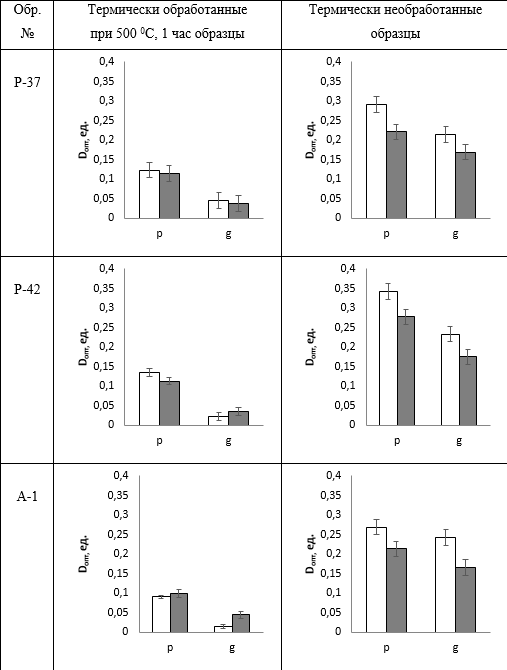 Обр.
№
Термически обработанные
при 500 ⁰С, 1 час образцы
Термически необработанные
образцы
Р-37
0,4
0,35
0,3
0,25
0,2
0,15
0,1
0,05
0
Dопт, ед.
p
g
0,4
0,35
0,3
0,25
0,2
0,15
0,1
0,05
0
Dопт, ед.
p
g
Р-42
0,4
0,35
0,3
0,25
0,2
0,15
0,1
0,05
0
Dопт, ед.
p
g
0,4
0,35
0,3
0,25
0,2
0,15
0,1
0,05
0
Dопт, ед.
p
g
А-1
0,4
0,35
0,3
0,25
0,2
0,15
0,1
0,05
0
Dопт, ед.
p
g
0,4
0,35
0,3
0,25
0,2
0,15
0,1
0,05
0
Dопт, ед.
p
g